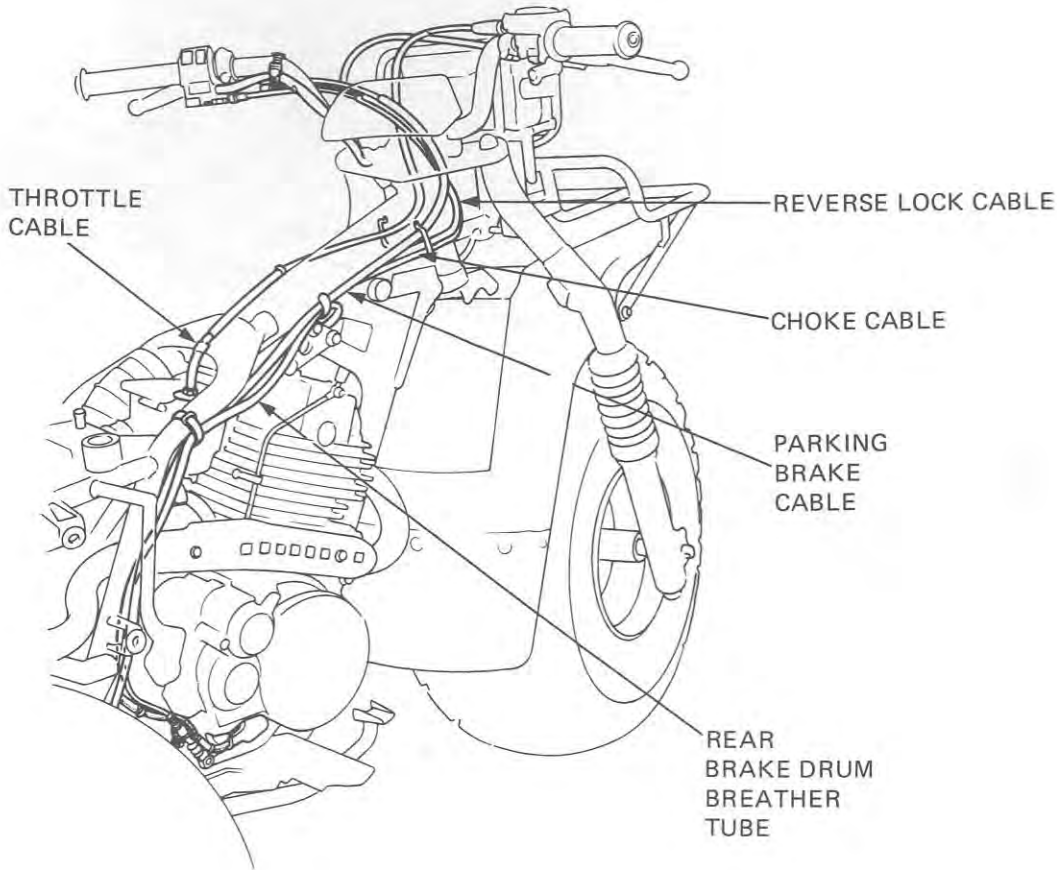 THROTTLE
CABLE
REVERSE LOCK CABLE
CHOKE CABLE
PARKING
BRAKE
CABLE
REAR
BRAKE DRUM
BREATHER
TUBE